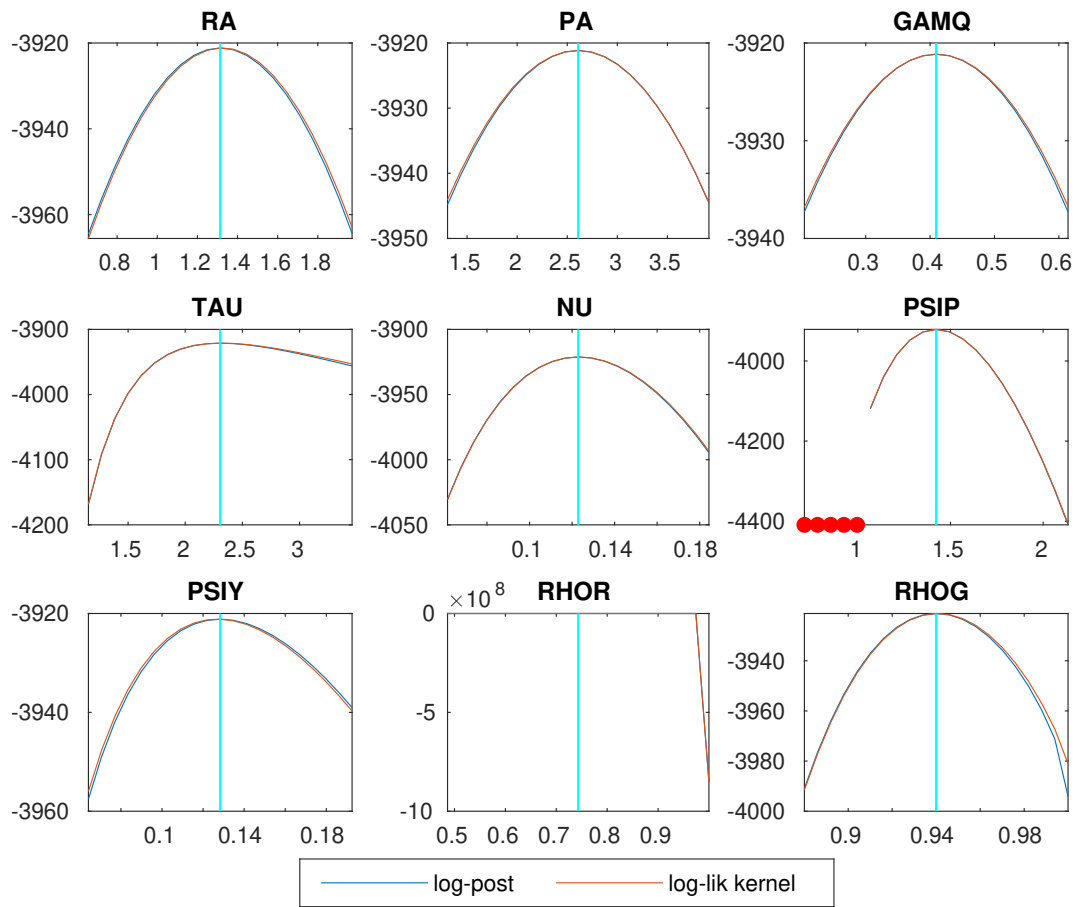 RA
PA
GAMQ
-3920
-3940
-3960
0.8 1 1.2 1.4 1.6 1.8
-3920
-3930
-3940
-3950
1.5 2 2.5 3 3.5
-3920
-3930
-3940
0.3 0.4 0.5 0.6
TAU
NU
PSIP
-3900
-4000
-4100
-4200
1.5 2 2.5 3
-3900
-3950
-4000
-4050
0.1 0.14 0.18
-4000
-4200
-4400
1 1.5 2
PSIY
RHOR
RHOG
-3920
-3940
-3960
0.1 0.14 0.18
×10^8
0
-5
-10
0.5 0.6 0.7 0.8 0.9
-3940
-3960
-3980
-4000
0.9 0.94 0.98
log-post log-lik kernel